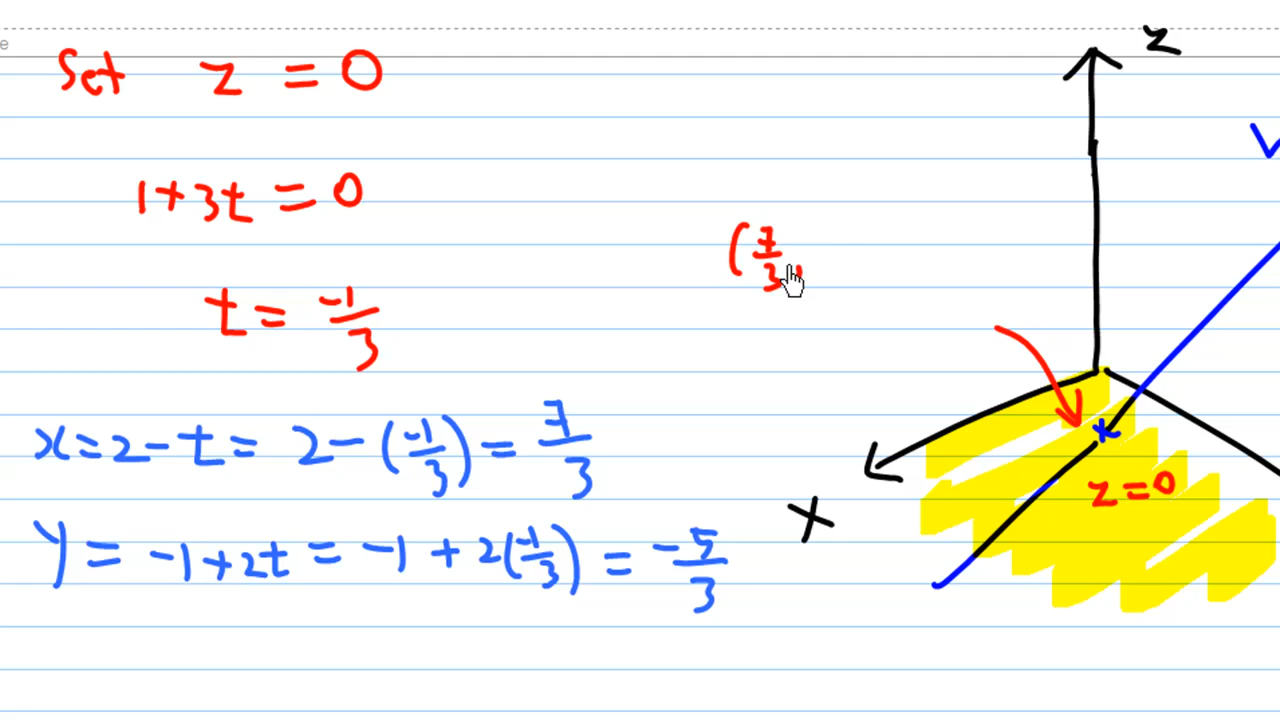 e
Set z = 0
1+3t = 0
t = -1/3
x = 2 - t = 2 - (-1/3) = 7/3
y = -1 + 2t = -1 + 2(-1/3) = -5/3
(7/3,
z
x
z = 0